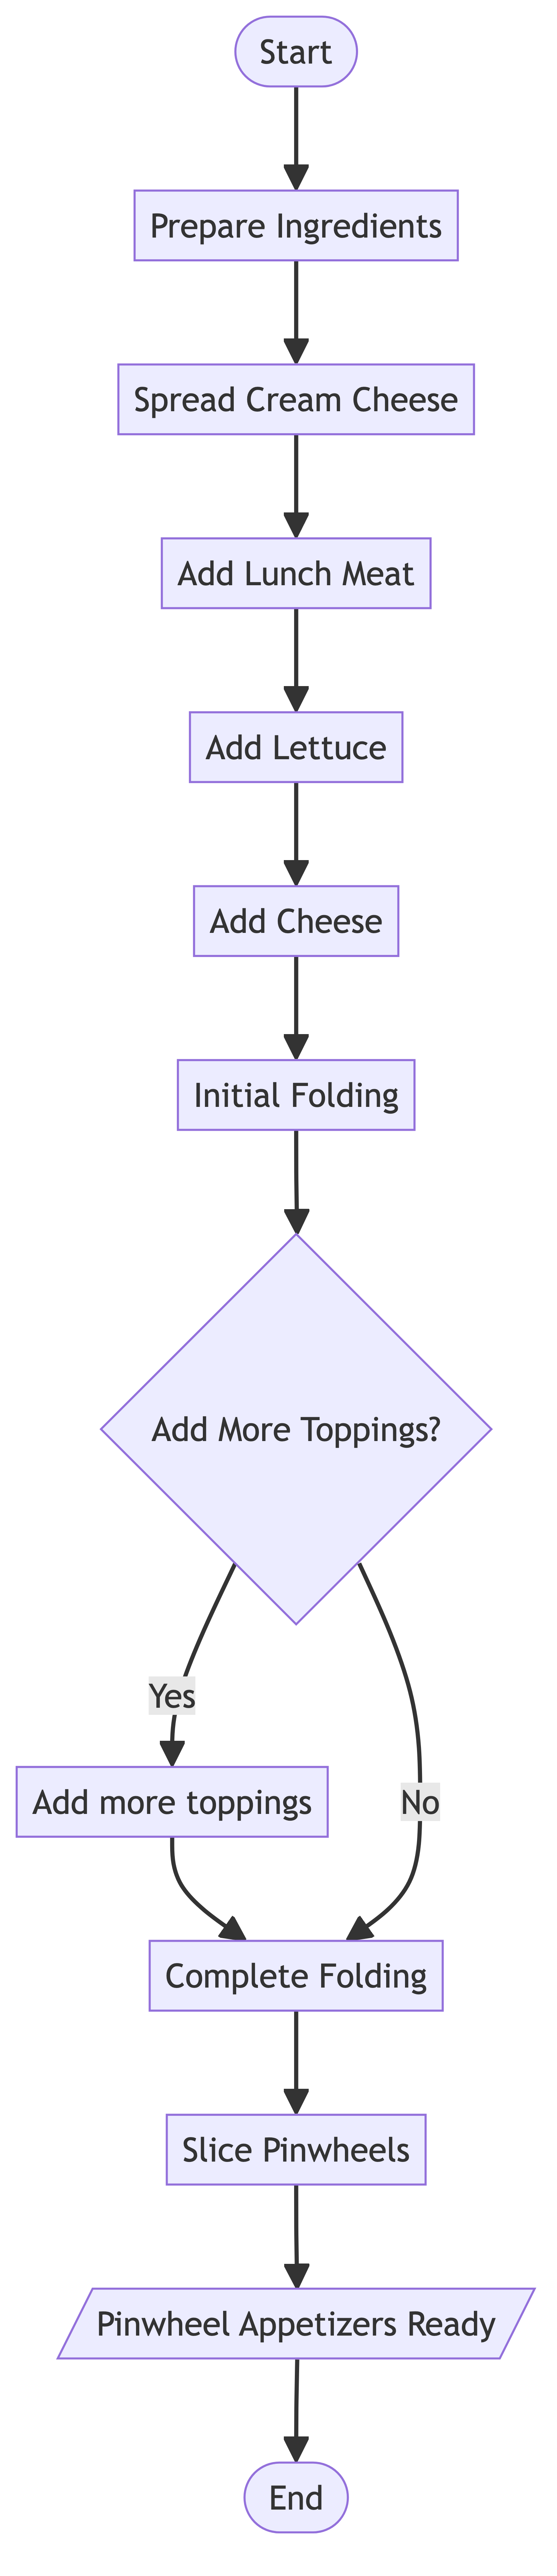 Start
Prepare Ingredients
Spread Cream Cheese
Add Lunch Meat
Add Lettuce
Add Cheese
Initial Folding
Add More Toppings?
Yes
Add more toppings
No
Complete Folding
Slice Pinwheels
Pinwheel Appetizers Ready
End